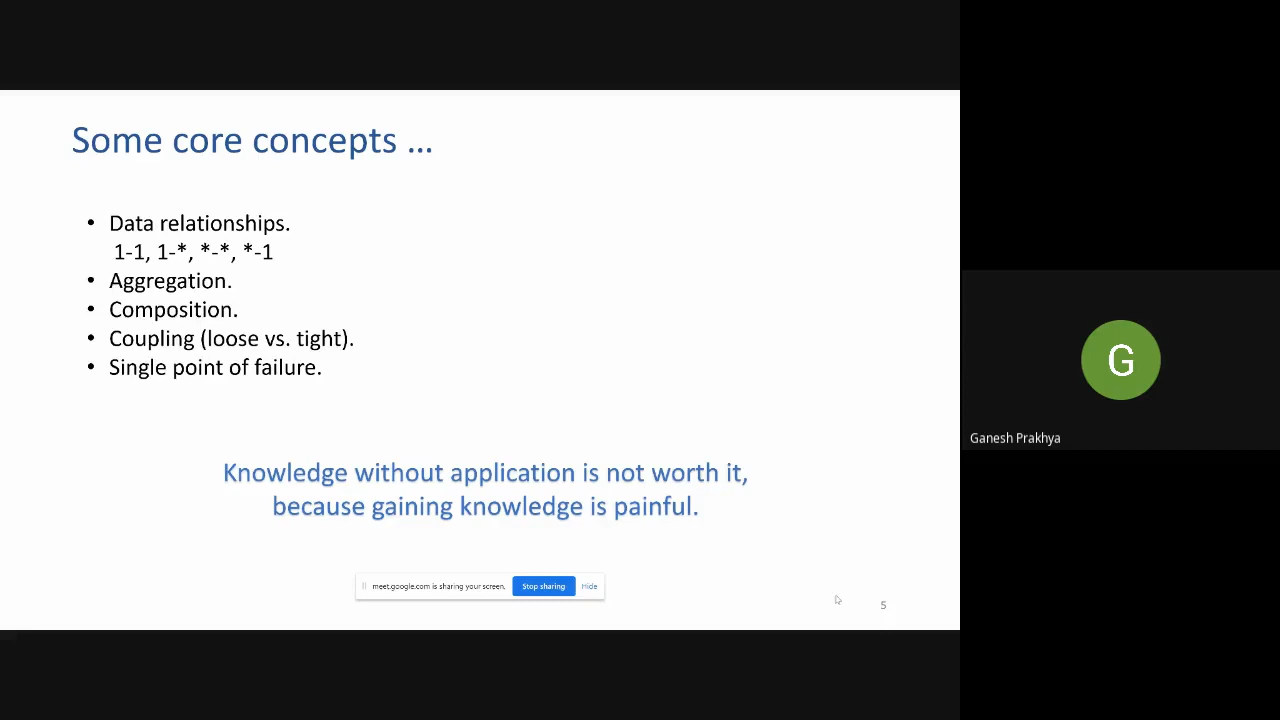 Some core concepts ...
• Data relationships.
1-1, 1-*, *-*, *-1
• Aggregation.
• Composition.
• Coupling (loose vs. tight).
• Single point of failure.
Knowledge without application is not worth it,
because gaining knowledge is painful.
meet.google.com is sharing your screen. Stop sharing Hide
5
G
Ganesh Prakhya